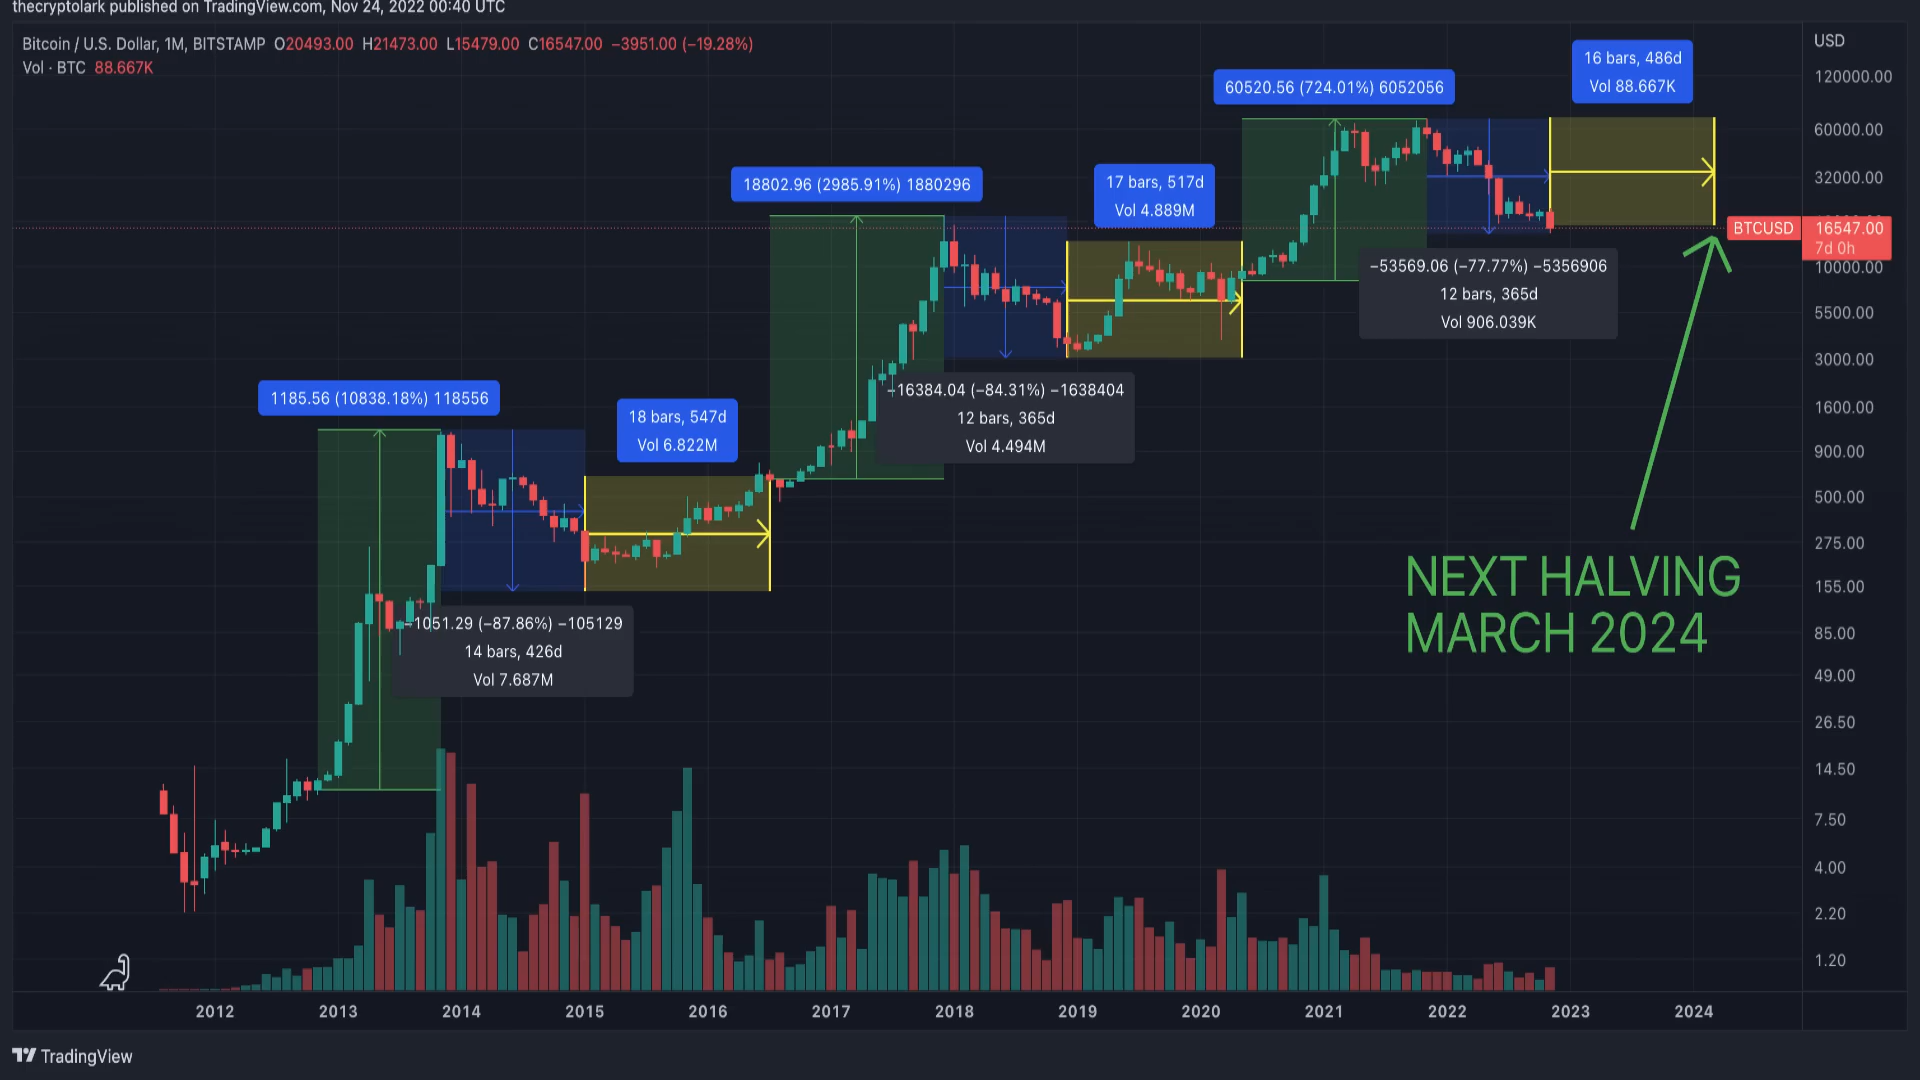 thecryptolark published on TradingView.com, Nov 24, 2022 00:40 UTC
Bitcoin / U.S. Dollar, 1M, BITSTAMP O20493.00 H21473.00 L15479.00 C16547.00 −3951.00 (−19.28%)
Vol · BTC 88.667K
USD
120000.00
60000.00
32000.00
BTCUSD 16547.00
7d 0h
10000.00
5500.00
3000.00
1600.00
900.00
500.00
275.00
155.00
85.00
49.00
26.50
14.50
7.50
4.00
2.20
1.20
16 bars, 486d
Vol 88.667K
60520.56 (724.01%) 6052056
18802.96 (2985.91%) 1880296
17 bars, 517d
Vol 4.889M
−53569.06 (−77.77%) −5356906
12 bars, 365d
Vol 906.039K
−16384.04 (−84.31%) −1638404
12 bars, 365d
Vol 4.494M
1185.56 (10838.18%) 118556
18 bars, 547d
Vol 6.822M
−1051.29 (−87.86%) −105129
14 bars, 426d
Vol 7.687M
NEXT HALVING
MARCH 2024
2012 2013 2014 2015 2016 2017 2018 2019 2020 2021 2022 2023 2024
TradingView